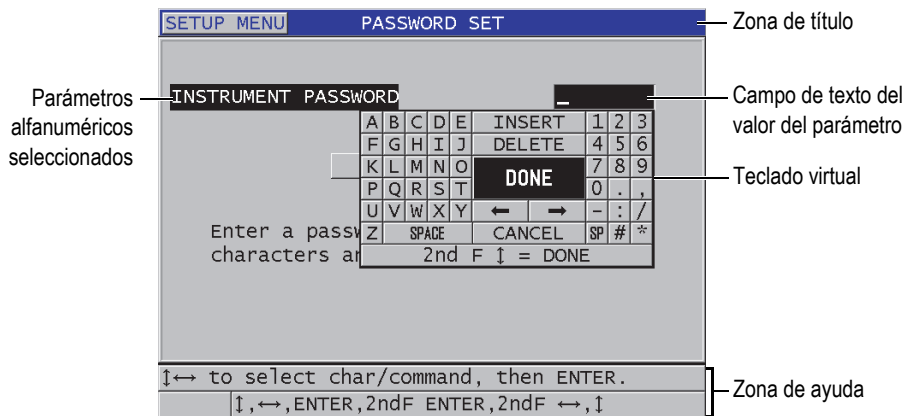 SETUP MENU PASSWORD SET
Zona de título
INSTRUMENT PASSWORD
Parámetros
alfanuméricos
seleccionados
Campo de texto del
valor del parámetro
A B C D E INSERT 1 2 3
F G H I J DELETE 4 5 6
K L M N O DONE 7 8 9
P Q R S T 0 . ,
U V W X Y ← → - : /
Z SPACE CANCEL SP # *
2nd F ↕ = DONE
Teclado virtual
Enter a passw
characters an
↕↔ to select char/command, then ENTER.
↕,↔,ENTER,2ndF ENTER,2ndF ↔,↕
Zona de ayuda